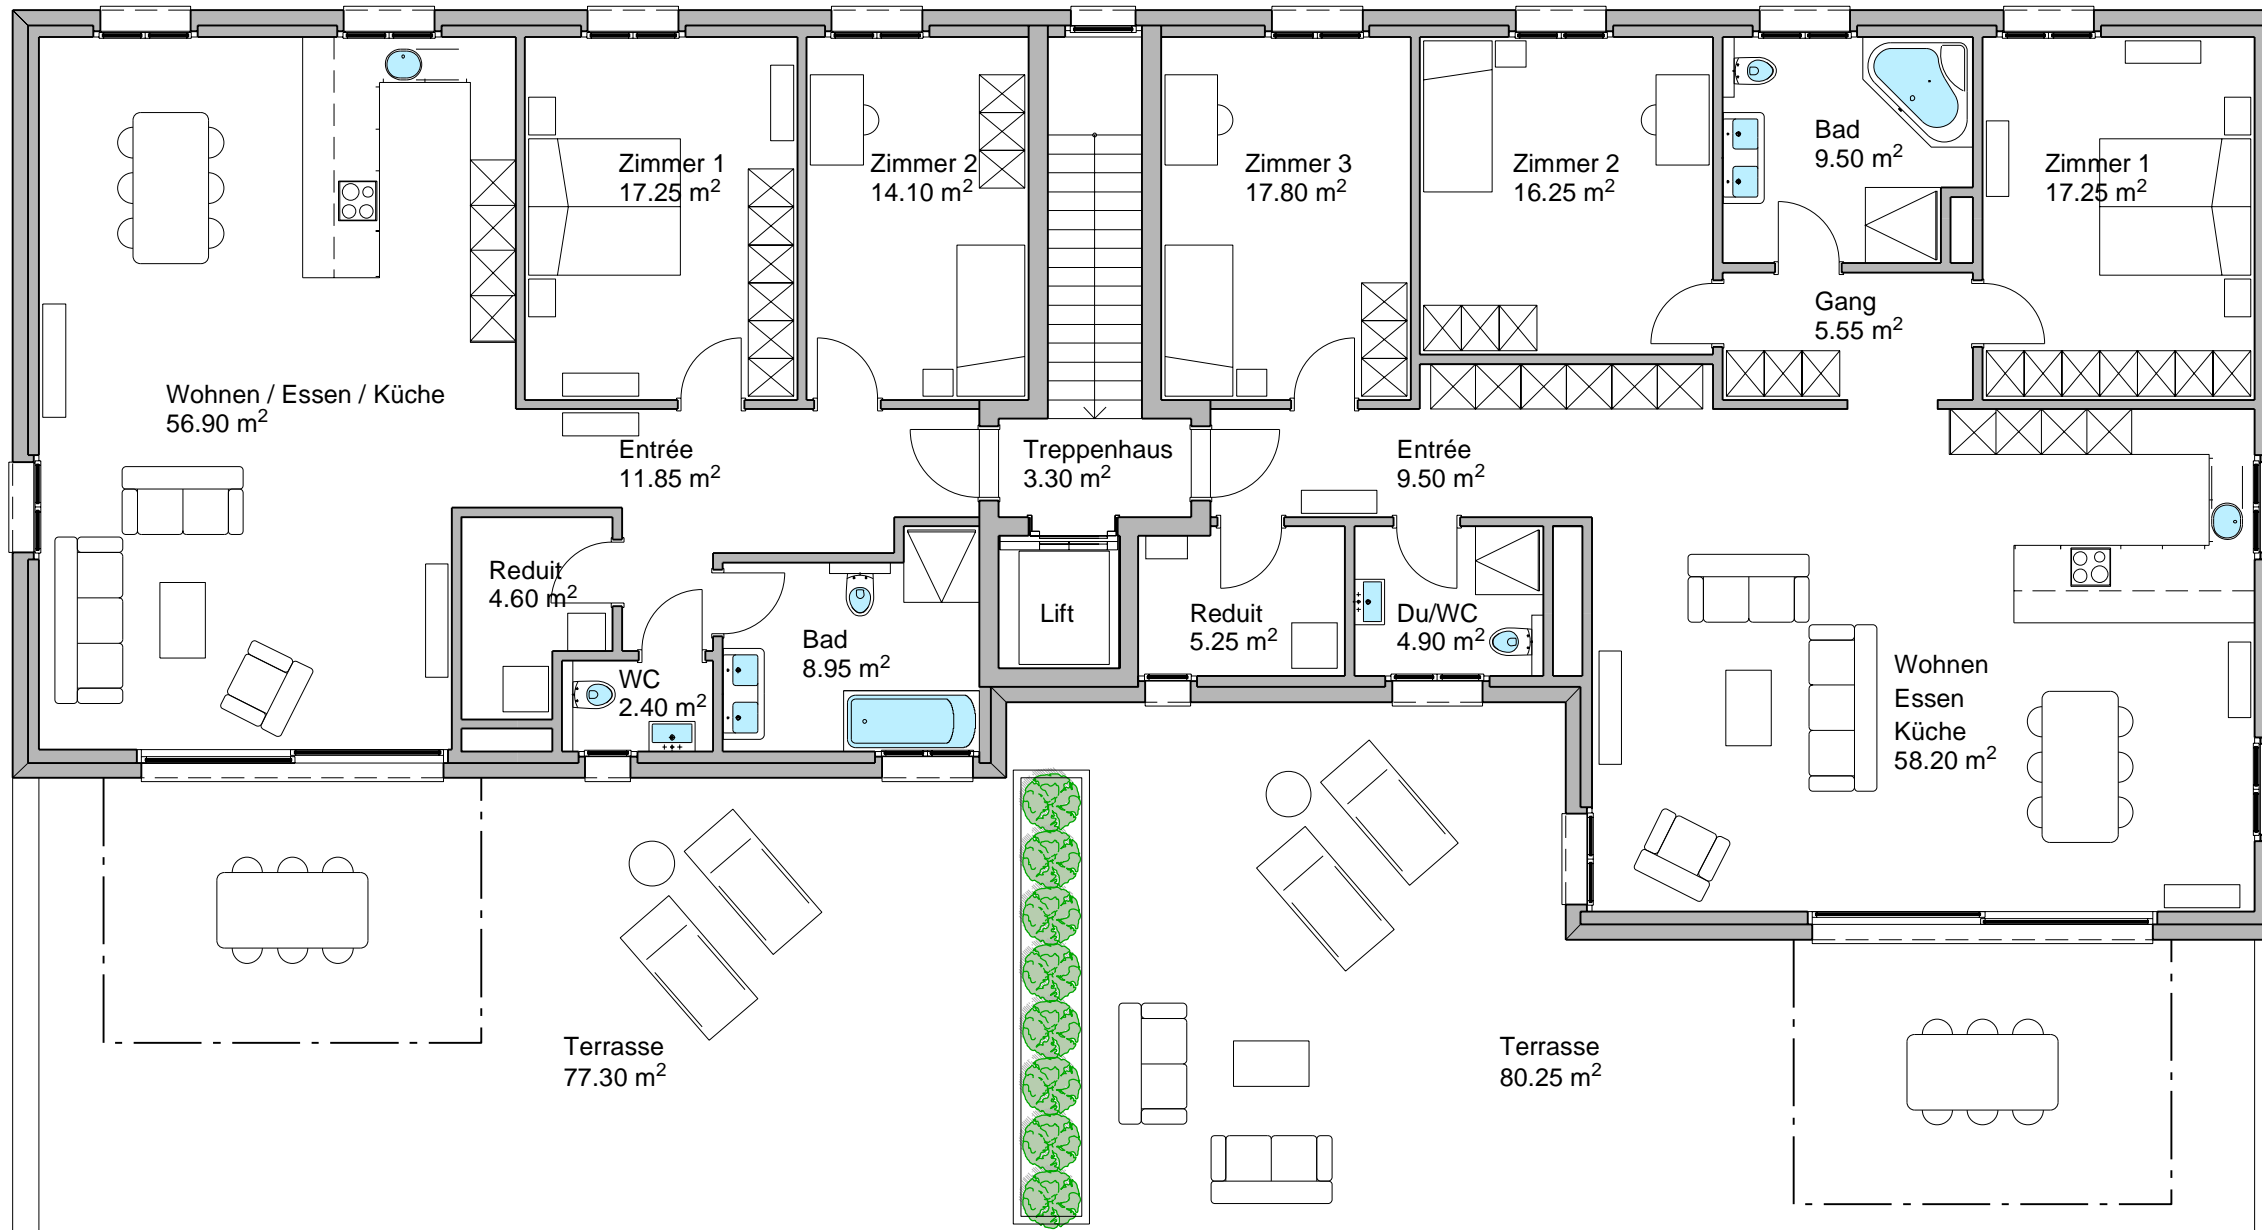 Zimmer 1
17.25 m²
Zimmer 2
14.10 m²
Zimmer 3
17.80 m²
Zimmer 2
16.25 m²
Bad
9.50 m²
Zimmer 1
17.25 m²
Gang
5.55 m²
Wohnen / Essen / Küche
56.90 m²
Entrée
11.85 m²
Treppenhaus
3.30 m²
Entrée
9.50 m²
Reduit
4.60 m²
Bad
8.95 m²
Lift
Reduit
5.25 m²
Du/WC
4.90 m²
WC
2.40 m²
Wohnen
Essen
Küche
58.20 m²
Terrasse
77.30 m²
Terrasse
80.25 m²